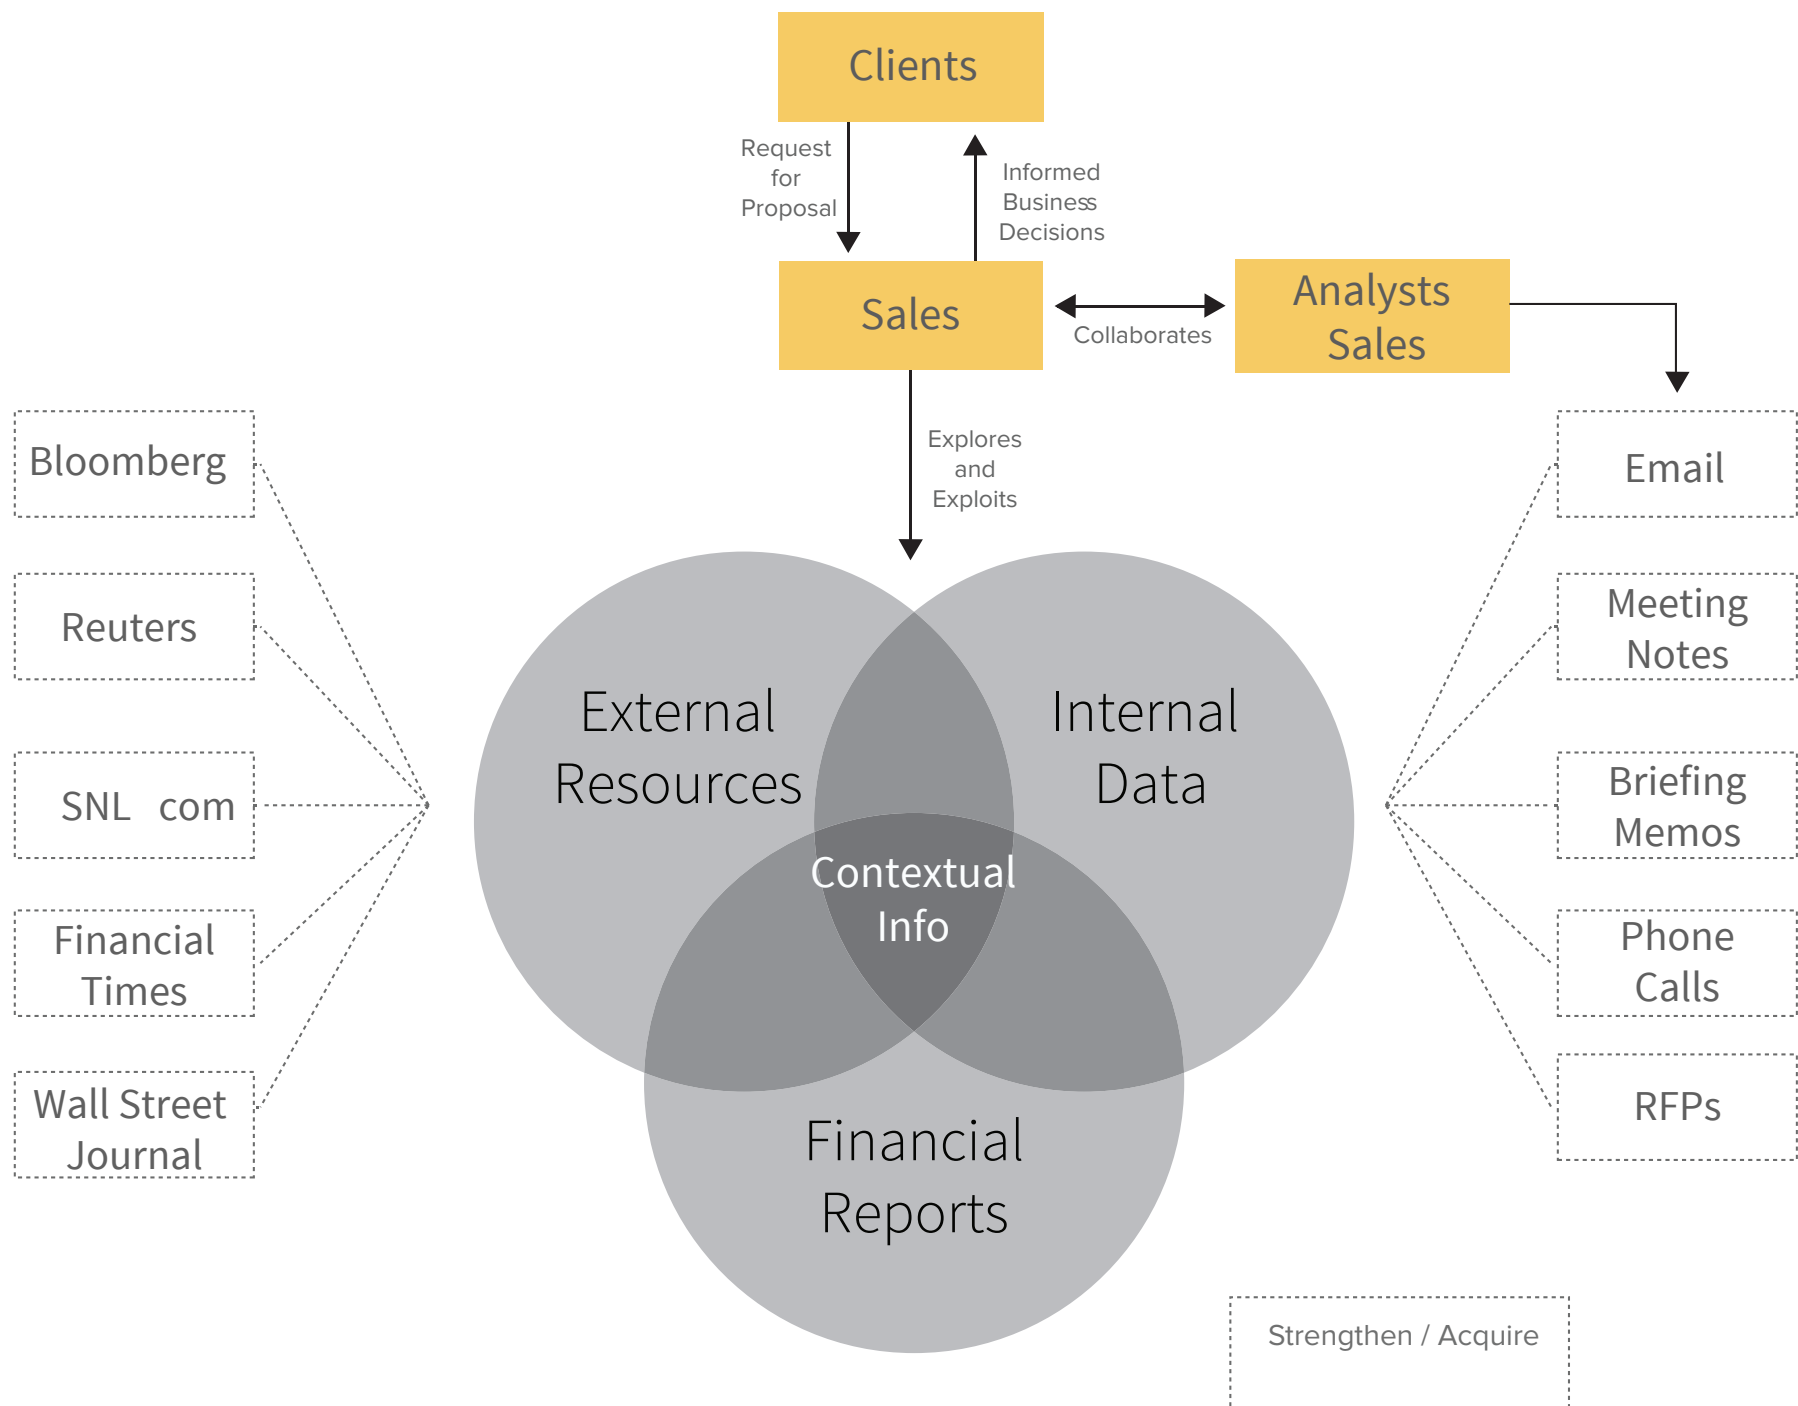 Clients
Request
for
Proposal
Informed
Business
Decisions
Sales
Collaborates
Analysts
Sales
Explores
and
Exploits
Bloomberg
Reuters
SNL com
Financial
Times
Wall Street
Journal
External
Resources
Internal
Data
Contextual
Info
Financial
Reports
Email
Meeting
Notes
Briefing
Memos
Phone
Calls
RFPs
Strengthen / Acquire